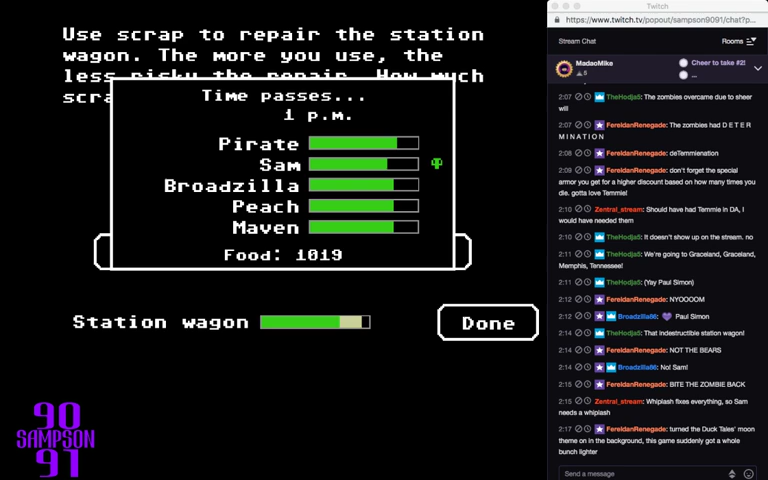 Use scrap to repair the station
wagon. The more you use, the
less risky the repair. How much
scra
Time passes...
1 p.m.
Pirate
Sam
Broadzilla
Peach
Maven
Food: 1019
Station wagon
Done
90
SAMPSON
91
Twitch
https://www.twitch.tv/popout/sampson9091/chat?p...
Stream Chat
Rooms
MadaoMike
5
Cheer to take #2!
...
2:07 TheHodja5: The zombies overcame due to sheer
will
2:07 FereldanRenegade: The zombies had D E T E R
M I N A T I O N
2:08 FereldanRenegade: deTemmienation
2:09 FereldanRenegade: don't forget the special
armor you get for a higher discount based on how many times you
die. gotta love Temmie!
2:10 Zentral_stream: Should have had Temmie in DA, I
would have needed them
2:10 TheHodja5: It doesn't show up on the stream. no
2:11 TheHodja5: We're going to Graceland, Graceland,
Memphis, Tennessee!
2:11 TheHodja5: (Yay Paul Simon)
2:12 FereldanRenegade: NYOOOOM
2:12 Broadzilla86: Paul Simon
2:14 TheHodja5: That indestructible station wagon!
2:14 FereldanRenegade: NOT THE BEARS
2:14 Broadzilla86: Not Sam!
2:15 FereldanRenegade: BITE THE ZOMBIE BACK
2:15 Zentral_stream: Whiplash fixes everything, so Sam
needs a whiplash
2:17 FereldanRenegade: turned the Duck Tales' moon
theme on in the background, this game suddenly got a whole
bunch lighter
Send a message